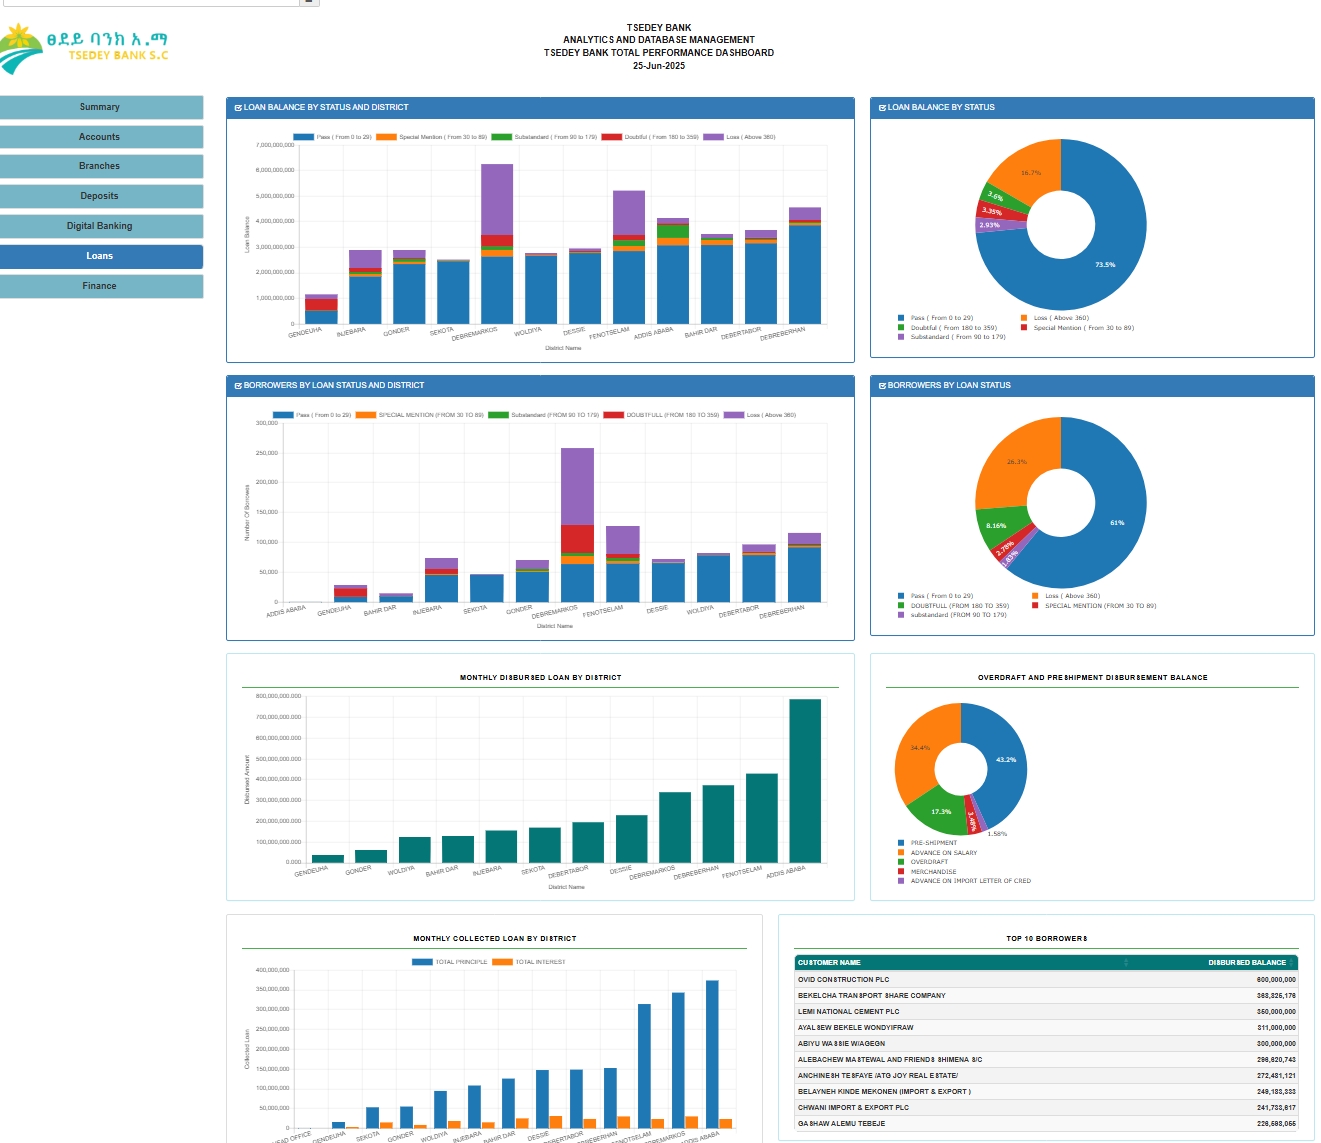 ፀደይ ባንክ አ.ማ
TSEDEY BANK S.C
TSEDEY BANK
ANALYTICS AND DATABASE MANAGEMENT
TSEDEY BANK TOTAL PERFORMANCE DASHBOARD
25-Jun-2025
Summary
Accounts
Branches
Deposits
Digital Banking
Loans
Finance
LOAN BALANCE BY STATUS AND DISTRICT
Pass ( From 0 to 29) Special Mention ( From 30 to 89) Substandard ( From 90 to 179) Doubtful ( From 180 to 359) Loss ( Above 360)
7,000,000,000
6,000,000,000
5,000,000,000
4,000,000,000
3,000,000,000
2,000,000,000
1,000,000,000
0
Loan Balance
GENDEUHA INJEBARA GONDER SEKOTA DEBREMARKOS WOLDIYA DESSIE FENOTSELAM ADDIS ABABA BAHIR DAR DEBERTABOR DEBREBERHAN
District Name
LOAN BALANCE BY STATUS
16.7%
3.6%
3.35%
2.93%
73.5%
Pass ( From 0 to 29) Loss ( Above 360)
Doubtful ( From 180 to 359) Special Mention ( From 30 to 89)
Substandard ( From 90 to 179)
BORROWERS BY LOAN STATUS AND DISTRICT
Pass ( From 0 to 29) SPECIAL MENTION (FROM 30 TO 89) Substandard (FROM 90 TO 179) DOUBTFULL (FROM 180 TO 359) Loss ( Above 360)
300,000
250,000
200,000
150,000
100,000
50,000
0
Number Of Borrowes
ADDIS ABABA GENDEUHA BAHIR DAR INJEBARA SEKOTA GONDER DEBREMARKOS FENOTSELAM DESSIE WOLDIYA DEBERTABOR DEBREBERHAN
District Name
BORROWERS BY LOAN STATUS
26.3%
8.16%
2.78%
1.83%
61%
Pass ( From 0 to 29) Loss ( Above 360)
DOUBTFULL (FROM 180 TO 359) SPECIAL MENTION (FROM 30 TO 89)
substandard (FROM 90 TO 179)
MONTHLY DISBURSED LOAN BY DISTRICT
800,000,000.000
700,000,000.000
600,000,000.000
500,000,000.000
400,000,000.000
300,000,000.000
200,000,000.000
100,000,000.000
0.000
Disbursed Amount
GENDEUHA GONDER WOLDIYA BAHIR DAR INJEBARA SEKOTA DEBERTABOR DESSIE DEBREMARKOS DEBREBERHAN FENOTSELAM ADDIS ABABA
District Name
OVERDRAFT AND PRESHIPMENT DISBURSEMENT BALANCE
34.4%
43.2%
17.3%
3.48%
1.58%
PRE-SHIPMENT
ADVANCE ON SALARY
OVERDRAFT
MERCHANDISE
ADVANCE ON IMPORT LETTER OF CRED
MONTHLY COLLECTED LOAN BY DISTRICT
TOTAL PRINCIPLE TOTAL INTEREST
400,000,000
350,000,000
300,000,000
250,000,000
200,000,000
150,000,000
100,000,000
50,000,000
0
Collected Loan
EAD OFFICE GENDEUHA SEKOTA GONDER WOLDIYA INJEBARA BAHIR DAR DESSIE EBERTABOR EBREBERHAN ENOTSELAM EBREMARKOS ADDIS ABABA
TOP 10 BORROWERS
CUSTOMER NAME DISBURSED BALANCE
OVID CONSTRUCTION PLC 600,000,000
BEKELCHA TRANSPORT SHARE COMPANY 363,825,176
LEMI NATIONAL CEMENT PLC 350,000,000
AYALSEW BEKELE WONDYIFRAW 311,000,000
ABIYU WASSIE WAGEGN 300,000,000
ALEBACHEW MASTEWAL AND FRIENDS SHIMENA S/C 296,620,743
ANCHINESH TESFAYE /ATG JOY REAL ESTATE/ 272,431,121
BELAYNEH KINDE MEKONEN (IMPORT & EXPORT ) 249,133,333
CHWANI IMPORT & EXPORT PLC 241,733,617
GASHAW ALEMU TEBEJE 226,593,055